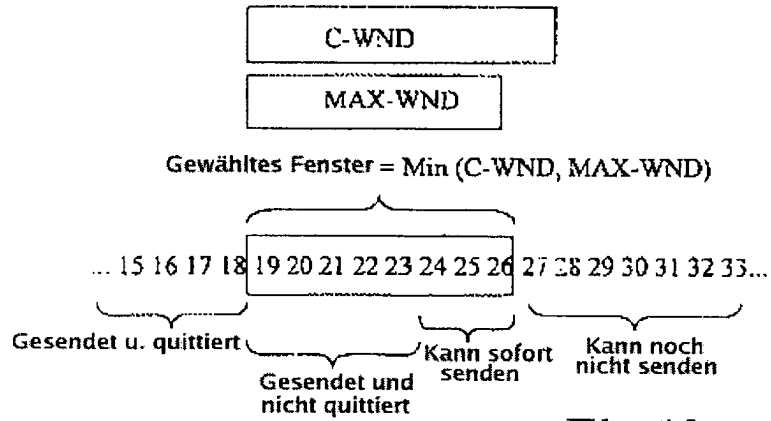 C-WND
MAX-WND
Gewähltes Fenster = Min (C-WND, MAX-WND)
... 15 16 17 18 19 20 21 22 23 24 25 26 27 28 29 30 31 32 33...
Gesendet u. quittiert
Gesendet und
nicht quittiert
Kann sofort
senden
Kann noch
nicht senden